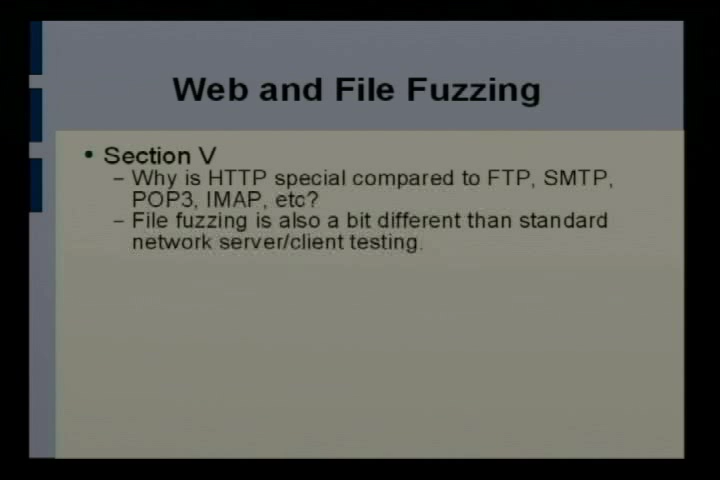 Web and File Fuzzing
• Section V
– Why is HTTP special compared to FTP, SMTP,
POP3, IMAP, etc?
– File fuzzing is also a bit different than standard
network server/client testing.